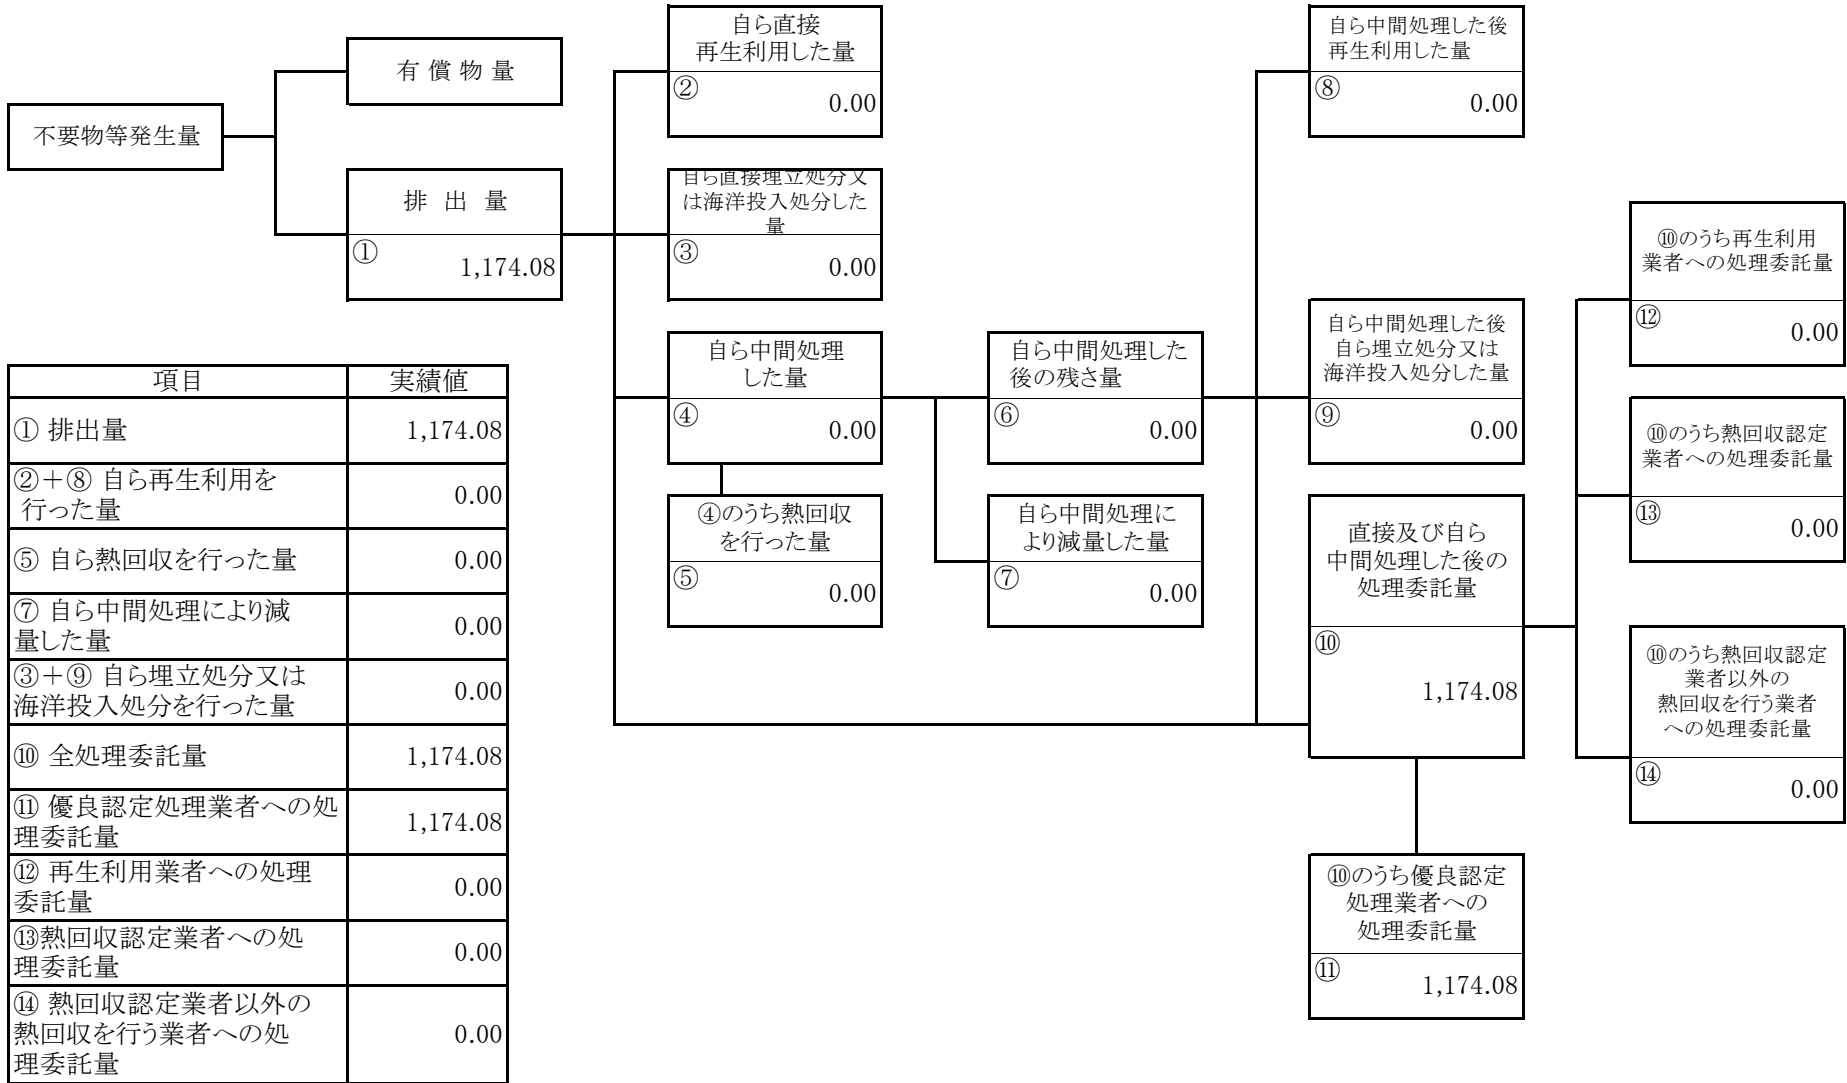 不要物等発生量
有 償 物 量
排 出 量
①
1,174.08
自ら直接
再生利用した量
②
0.00
自ら直接埋立処分又
は海洋投入処分した
量
③
0.00
自ら中間処理
した量
④
0.00
④のうち熱回収
を行った量
⑤
0.00
自ら中間処理した
後の残さ量
⑥
0.00
自ら中間処理に
より減量した量
⑦
0.00
自ら中間処理した後
再生利用した量
⑧
0.00
自ら中間処理した後
自ら埋立処分又は
海洋投入処分した量
⑨
0.00
直接及び自ら
中間処理した後の
処理委託量
⑩
1,174.08
⑩のうち優良認定
処理業者への
処理委託量
⑪
1,174.08
⑩のうち再生利用
業者への処理委託量
⑫
0.00
⑩のうち熱回収認定
業者への処理委託量
⑬
0.00
⑩のうち熱回収認定
業者以外の
熱回収を行う業者
への処理委託量
⑭
0.00
項目 実績値
① 排出量 1,174.08
②＋⑧ 自ら再生利用を
行った量 0.00
⑤ 自ら熱回収を行った量 0.00
⑦ 自ら中間処理により減
量した量 0.00
③＋⑨ 自ら埋立処分又は
海洋投入処分を行った量 0.00
⑩ 全処理委託量 1,174.08
⑪ 優良認定処理業者への処
理委託量 1,174.08
⑫ 再生利用業者への処理
委託量 0.00
⑬熱回収認定業者への処
理委託量 0.00
⑭ 熱回収認定業者以外の
熱回収を行う業者への処
理委託量 0.00